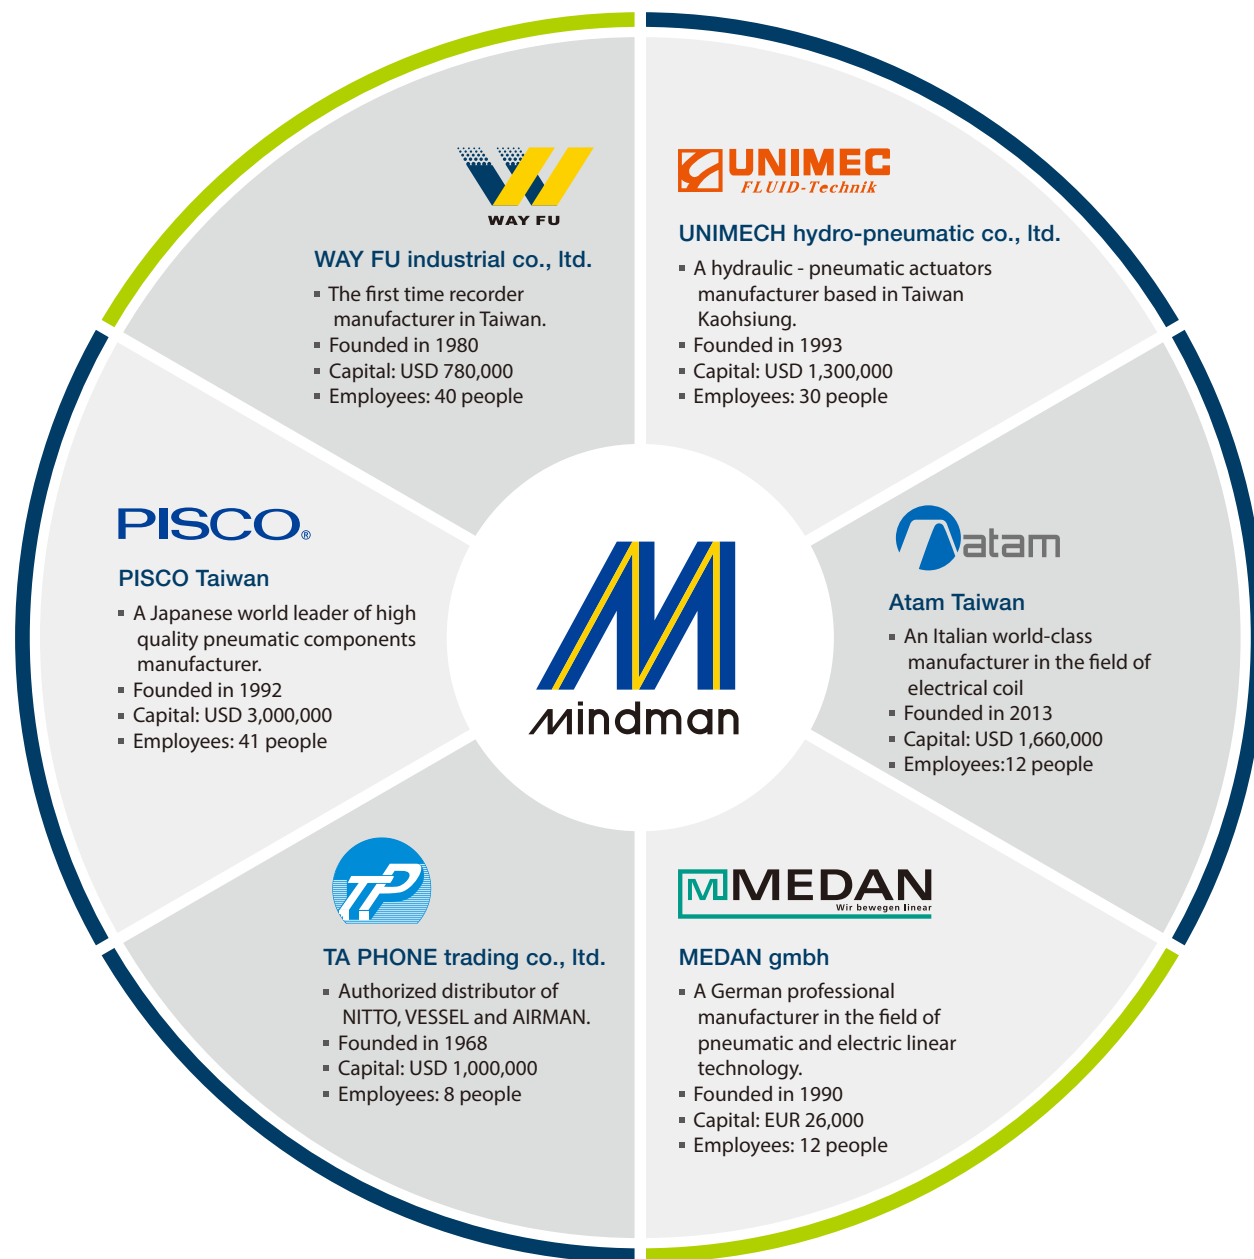 WAY FU
WAY FU industrial co., ltd.
▪ The first time recorder
manufacturer in Taiwan.
▪ Founded in 1980
▪ Capital: USD 780,000
▪ Employees: 40 people
UNIMEC
FLUID-Technik
UNIMECH hydro-pneumatic co., ltd.
▪ A hydraulic - pneumatic actuators
manufacturer based in Taiwan
Kaohsiung.
▪ Founded in 1993
▪ Capital: USD 1,300,000
▪ Employees: 30 people
PISCO®
PISCO Taiwan
▪ A Japanese world leader of high
quality pneumatic components
manufacturer.
▪ Founded in 1992
▪ Capital: USD 3,000,000
▪ Employees: 41 people
mindman
atam
Atam Taiwan
▪ An Italian world-class
manufacturer in the field of
electrical coil
▪ Founded in 2013
▪ Capital: USD 1,660,000
▪ Employees:12 people
TP
TA PHONE trading co., ltd.
▪ Authorized distributor of
NITTO, VESSEL and AIRMAN.
▪ Founded in 1968
▪ Capital: USD 1,000,000
▪ Employees: 8 people
M MEDAN
Wir bewegen linear
MEDAN gmbh
▪ A German professional
manufacturer in the field of
pneumatic and electric linear
technology.
▪ Founded in 1990
▪ Capital: EUR 26,000
▪ Employees: 12 people